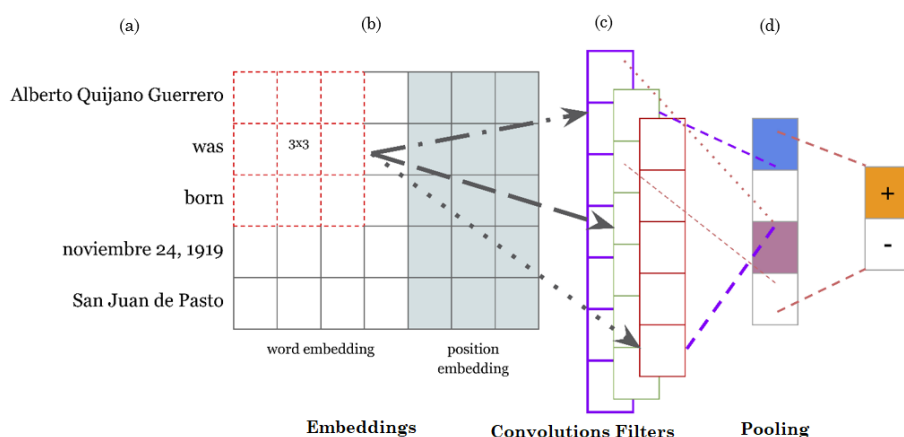 (a)
(b)
(c)
(d)
Alberto Quijano Guerrero
was
3x3
born
noviembre 24, 1919
San Juan de Pasto
+
-
word embedding
position
embedding
Embeddings
Convolutions Filters
Pooling